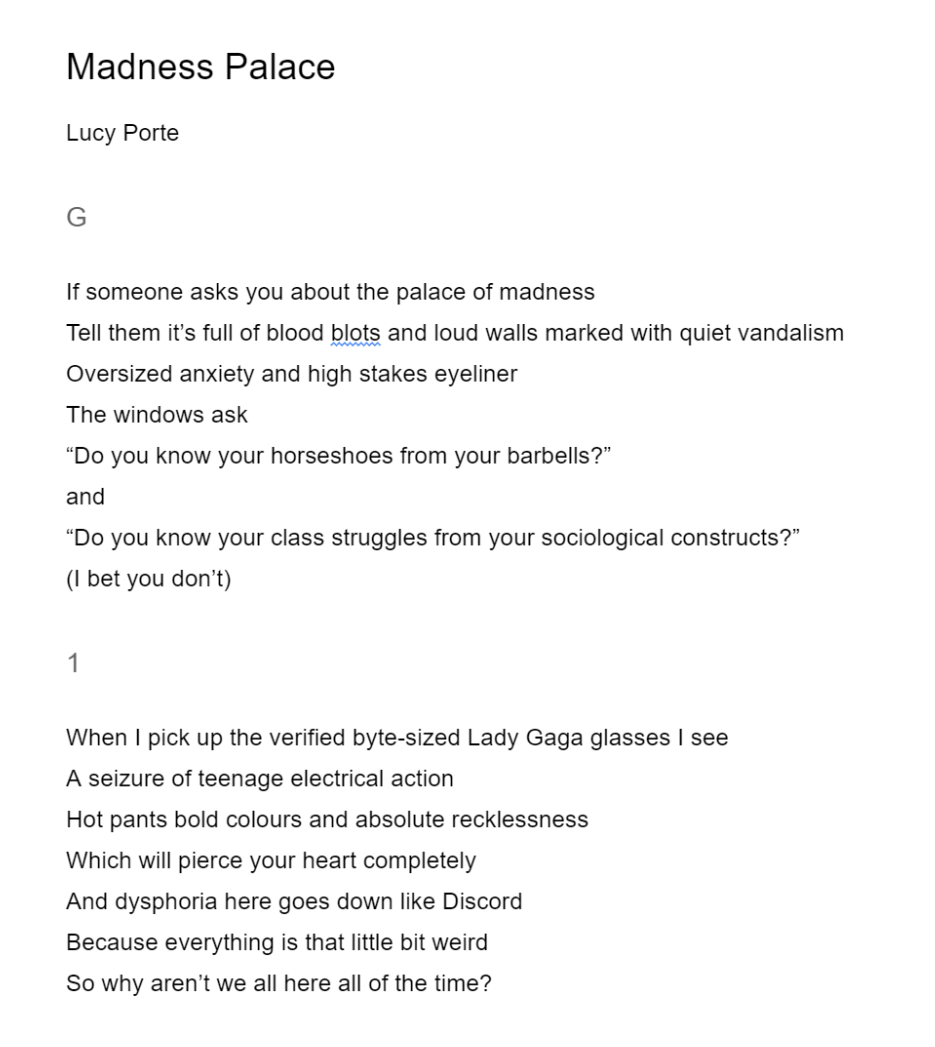 Madness Palace
Lucy Porte
G
If someone asks you about the palace of madness
Tell them it’s full of blood blots and loud walls marked with quiet vandalism
Oversized anxiety and high stakes eyeliner
The windows ask
“Do you know your horseshoes from your barbells?”
and
“Do you know your class struggles from your sociological constructs?”
(I bet you don’t)
1
When I pick up the verified byte-sized Lady Gaga glasses I see
A seizure of teenage electrical action
Hot pants bold colours and absolute recklessness
Which will pierce your heart completely
And dysphoria here goes down like Discord
Because everything is that little bit weird
So why aren’t we all here all of the time?